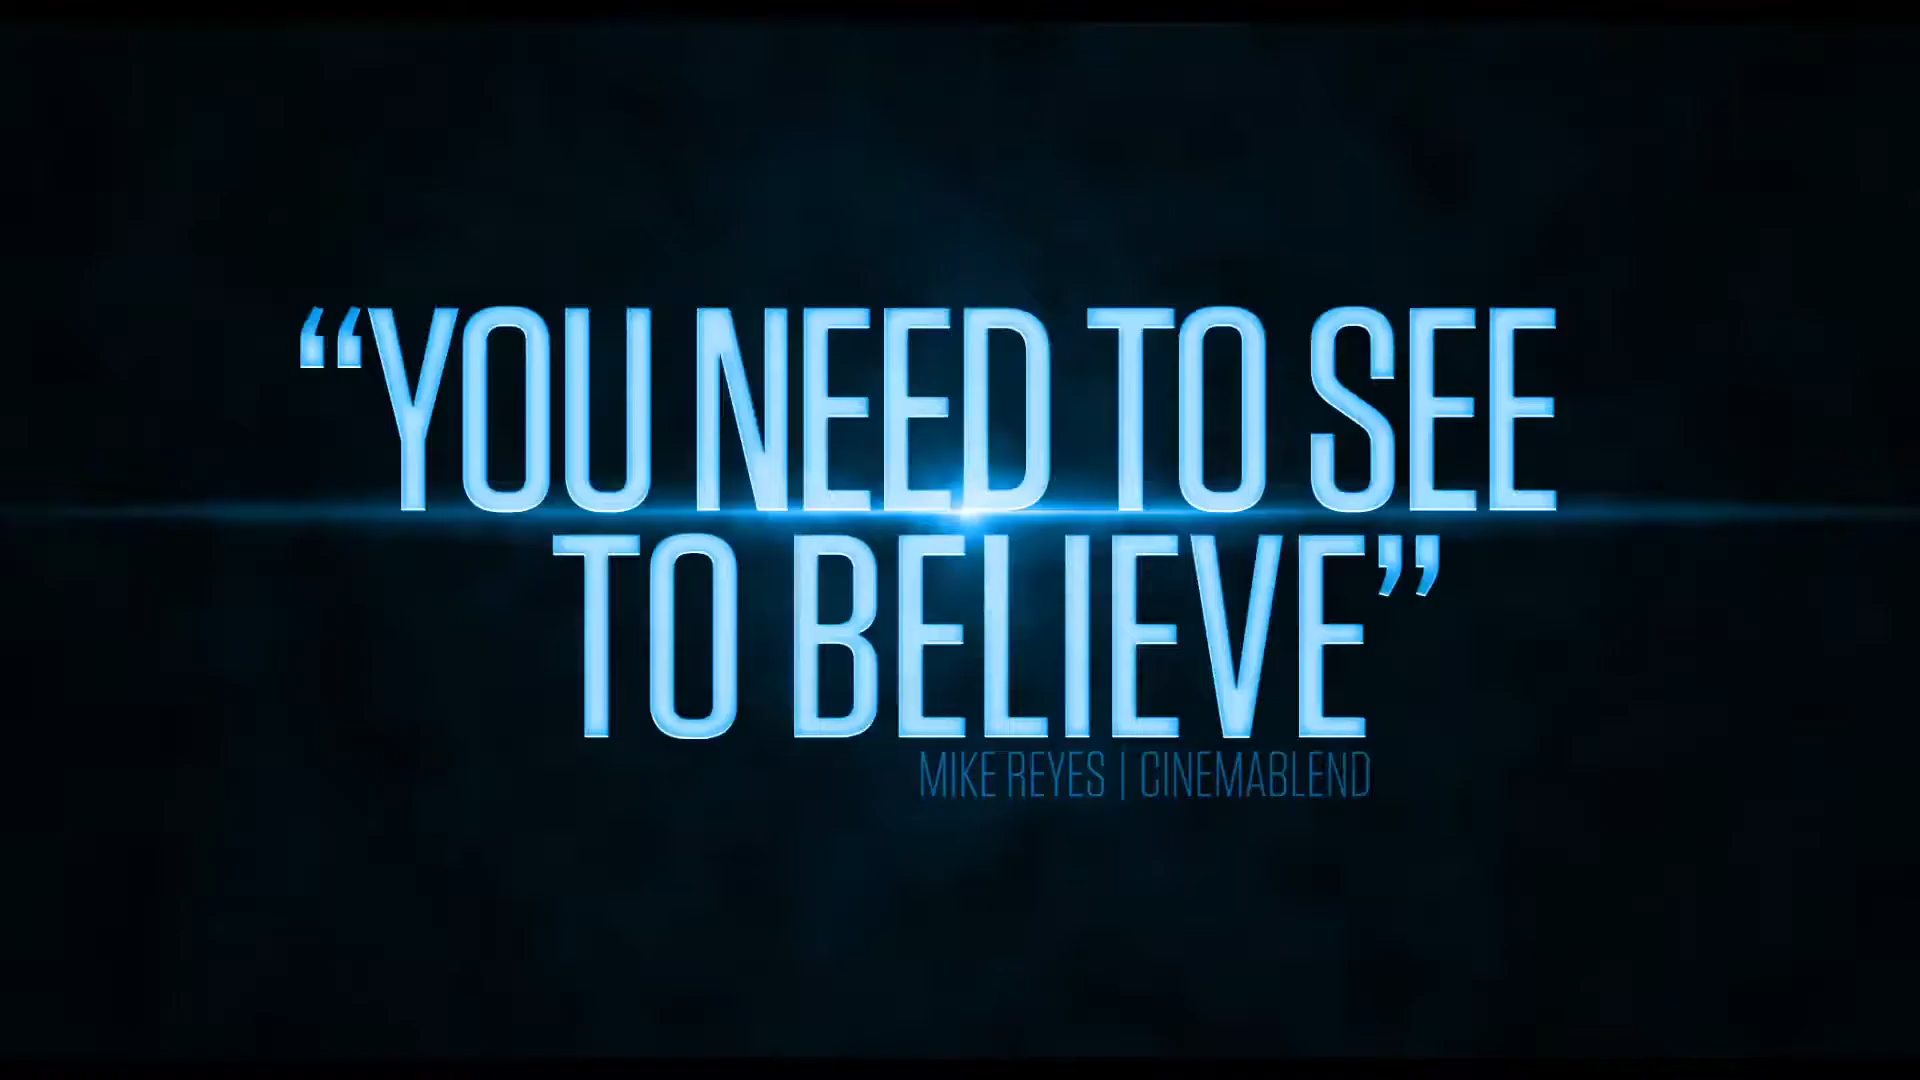 “YOU NEED TO SEE
TO BELIEVE”
MIKE REYES | CINEMABLEND